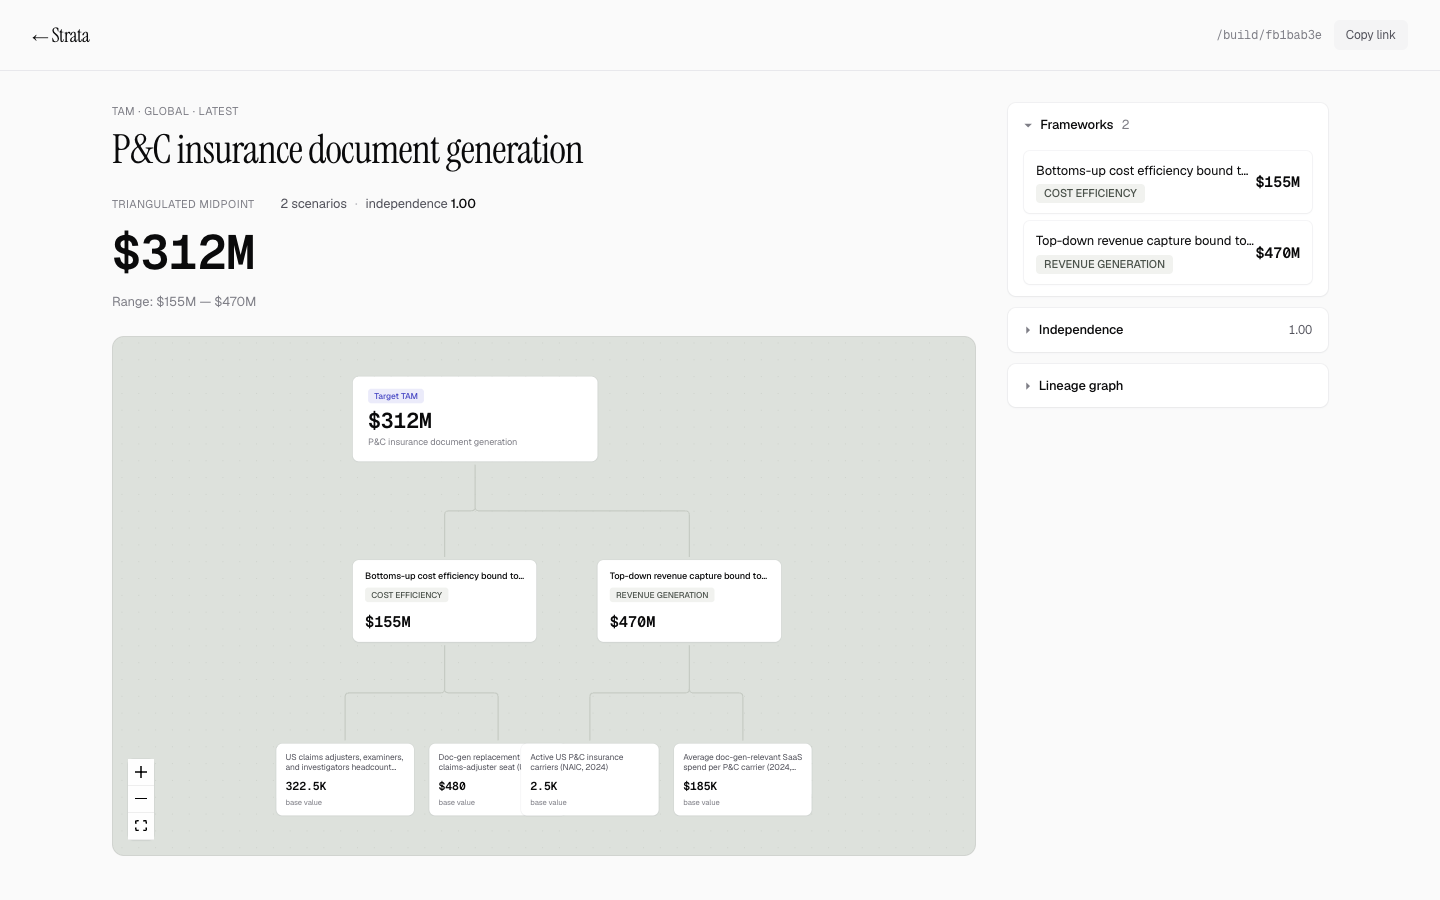 ← Strata
/build/fb1bab3e
Copy link
TAM · GLOBAL · LATEST
P&C insurance document generation
TRIANGULATED MIDPOINT
2 scenarios · independence 1.00
$312M
Range: $155M — $470M
Target TAM
$312M
P&C insurance document generation
Bottoms-up cost efficiency bound to...
COST EFFICIENCY
$155M
Top-down revenue capture bound to...
REVENUE GENERATION
$470M
US claims adjusters, examiners,
and investigators headcount...
322.5K
base value
Doc-gen replacement
claims-adjuster seat
$480
base value
Active US P&C insurance
carriers (NAIC, 2024)
2.5K
base value
Average doc-gen-relevant SaaS
spend per P&C carrier (2024,...
$185K
base value
Frameworks 2
Bottoms-up cost efficiency bound t...
COST EFFICIENCY
$155M
Top-down revenue capture bound to...
REVENUE GENERATION
$470M
Independence
1.00
Lineage graph